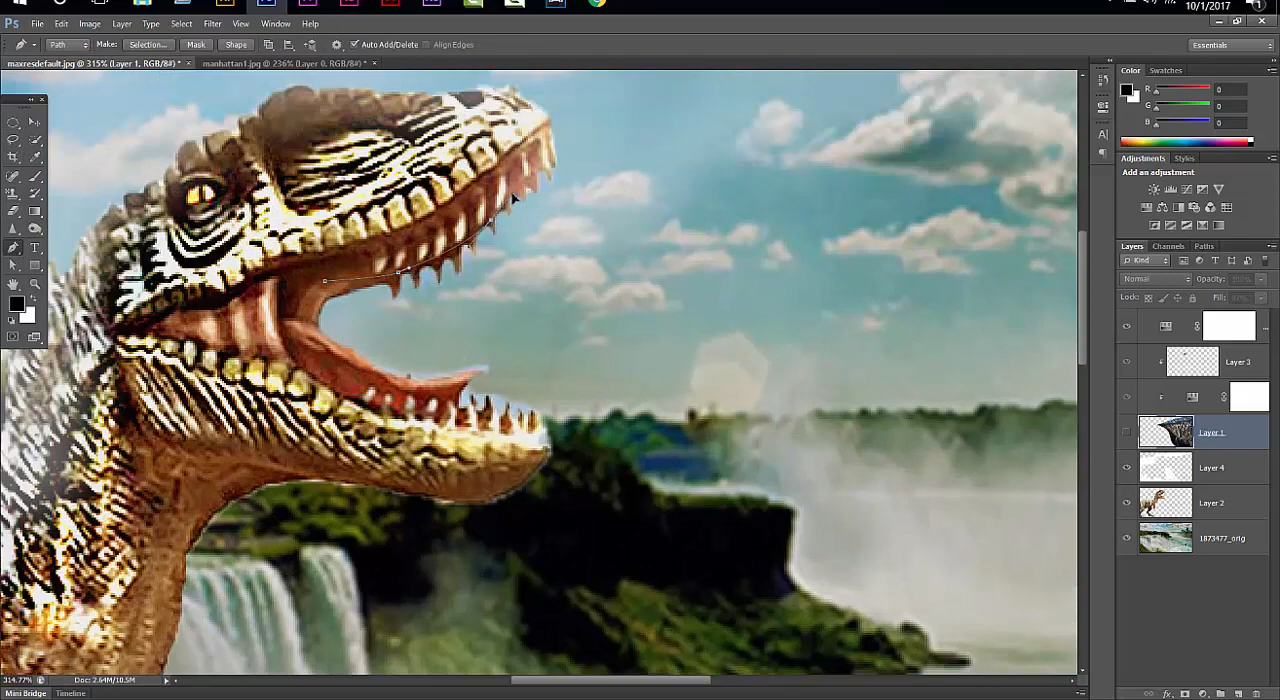 10/1/2017
Ps File Edit Image Layer Type Select Filter View Window Help
Path Make: Selection... Mask Shape Auto Add/Delete Align Edges Essentials
maxresdefault.jpg @ 315% (Layer 1, RGB/8#) * × manhattan1.jpg @ 236% (Layer 0, RGB/8#) * ×
Color Swatches
R 0
G 0
B 0
Adjustments Styles
Add an adjustment
Layers Channels Paths
Kind
Normal Opacity:
Lock: Fill:
Layer 3
Layer 1
Layer 4
Layer 2
1873477_orig
314.77% Doc: 2.64M/10.5M
Mini Bridge Timeline